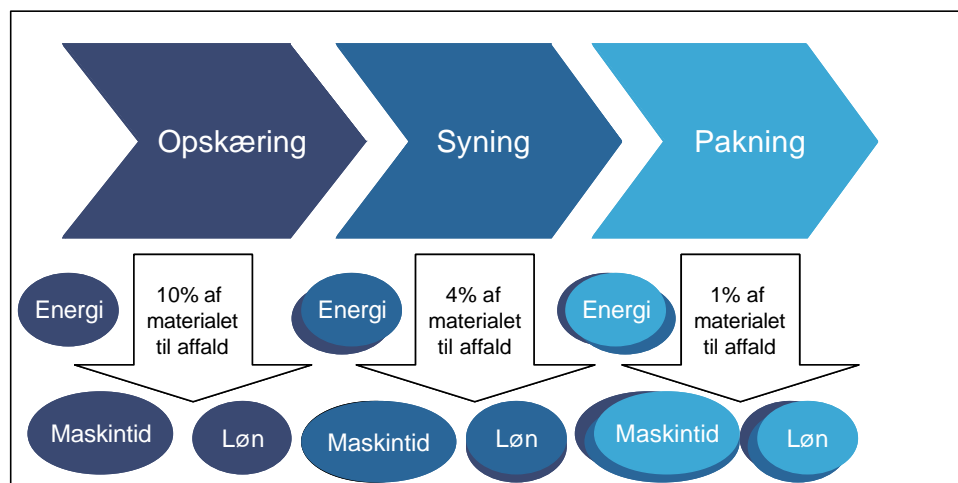 Opskæring
Syning
Pakning
Energi
10% af
materialet
til affald
Energi
4% af
materialet
til affald
Energi
1% af
materialet
til affald
Maskintid
Løn
Maskintid
Løn
Maskintid
Løn